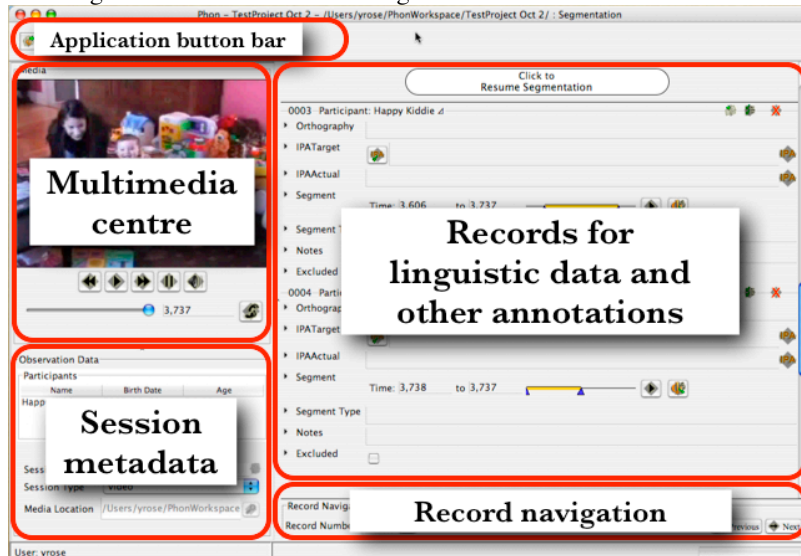 Phon – TestProject Oct 2 – /Users/yrose/PhonWorkspace/TestProject Oct 2/ : Segmentation
Application button bar
Media
Multimedia
centre
3,737
Observation Data
Participants
Name Birth Date Age
Happ
Session
metadata
Sess
Session Type Video
Media Location /Users/yrose/PhonWorkspace
User: yrose
Click to
Resume Segmentation
0003 Participant: Happy Kiddie
Orthography
IPATarget
IPAActual
Segment
Time: 3,606 to 3,737
Segment T
Notes
Excluded
Records for
linguistic data and
other annotations
0004 Parti
Orthograp
IPATarget
IPAActual
Segment
Time: 3,738 to 3,737
Segment Type
Notes
Excluded
Record Navig
Record Numbe
Record navigation
Previous Next